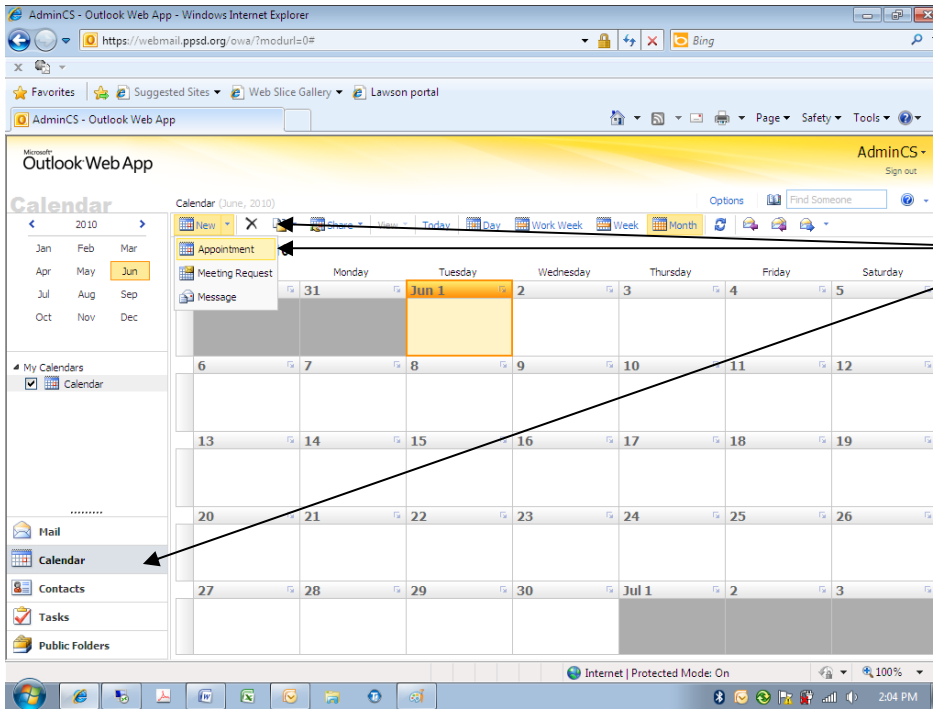 AdminCS - Outlook Web App - Windows Internet Explorer
https://webmail.ppsd.org/owa/?modurl=0#
Bing
x
Favorites Suggested Sites Web Slice Gallery Lawson portal
AdminCS - Outlook Web App
Page Safety Tools
Microsoft
Outlook Web App
AdminCS
Sign out
Calendar
Calendar (June, 2010)
Options Find Someone
2010
New Share View Today Day Work Week Week Month
Jan Feb Mar
Apr May Jun
Jul Aug Sep
Oct Nov Dec
Appointment
Meeting Request
Message
Monday Tuesday Wednesday Thursday Friday Saturday
31 Jun 1 2 3 4 5
My Calendars
Calendar
6 7 8 9 10 11 12
13 14 15 16 17 18 19
20 21 22 23 24 25 26
27 28 29 30 Jul 1 2 3
Mail
Calendar
Contacts
Tasks
Public Folders
Internet | Protected Mode: On
100%
2:04 PM